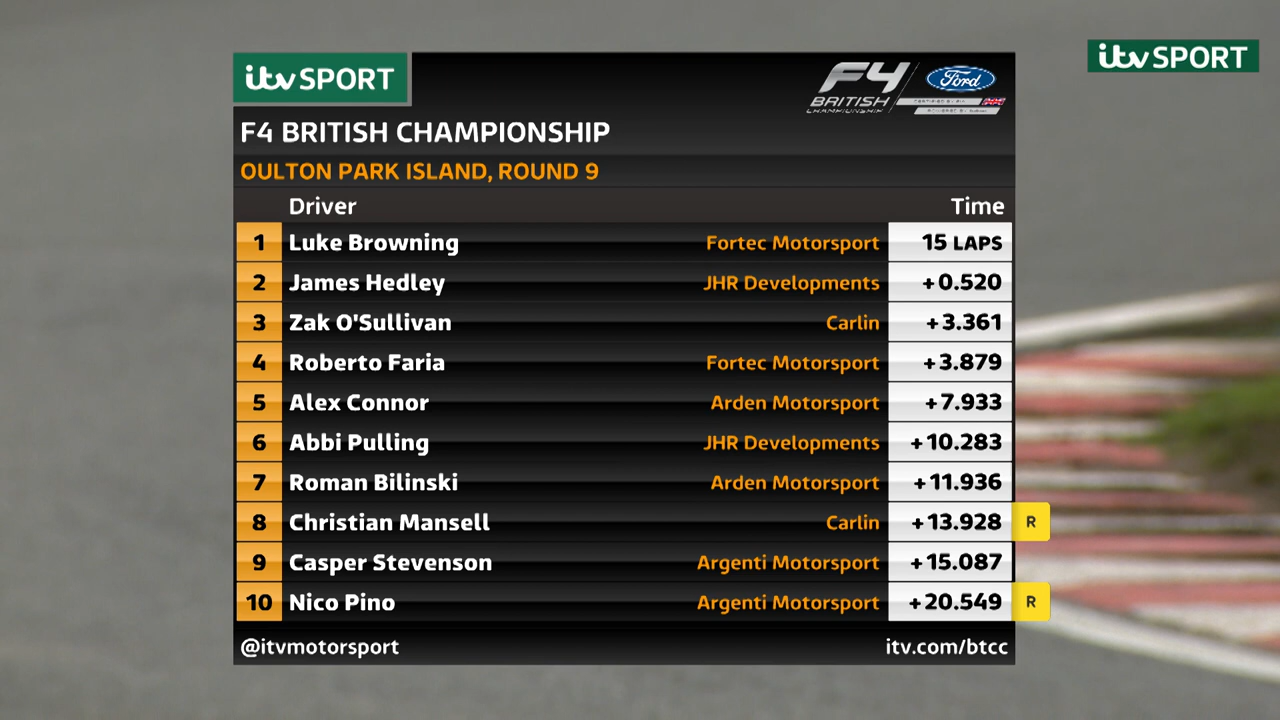 itv SPORT
itv SPORT
F4
BRITISH
CHAMPIONSHIP
Ford
F4 BRITISH CHAMPIONSHIP
OULTON PARK ISLAND, ROUND 9
Driver Time
1 Luke Browning Fortec Motorsport 15 LAPS
2 James Hedley JHR Developments +0.520
3 Zak O'Sullivan Carlin +3.361
4 Roberto Faria Fortec Motorsport +3.879
5 Alex Connor Arden Motorsport +7.933
6 Abbi Pulling JHR Developments +10.283
7 Roman Bilinski Arden Motorsport +11.936
8 Christian Mansell Carlin +13.928 R
9 Casper Stevenson Argenti Motorsport +15.087
10 Nico Pino Argenti Motorsport +20.549 R
@itvmotorsport itv.com/btcc